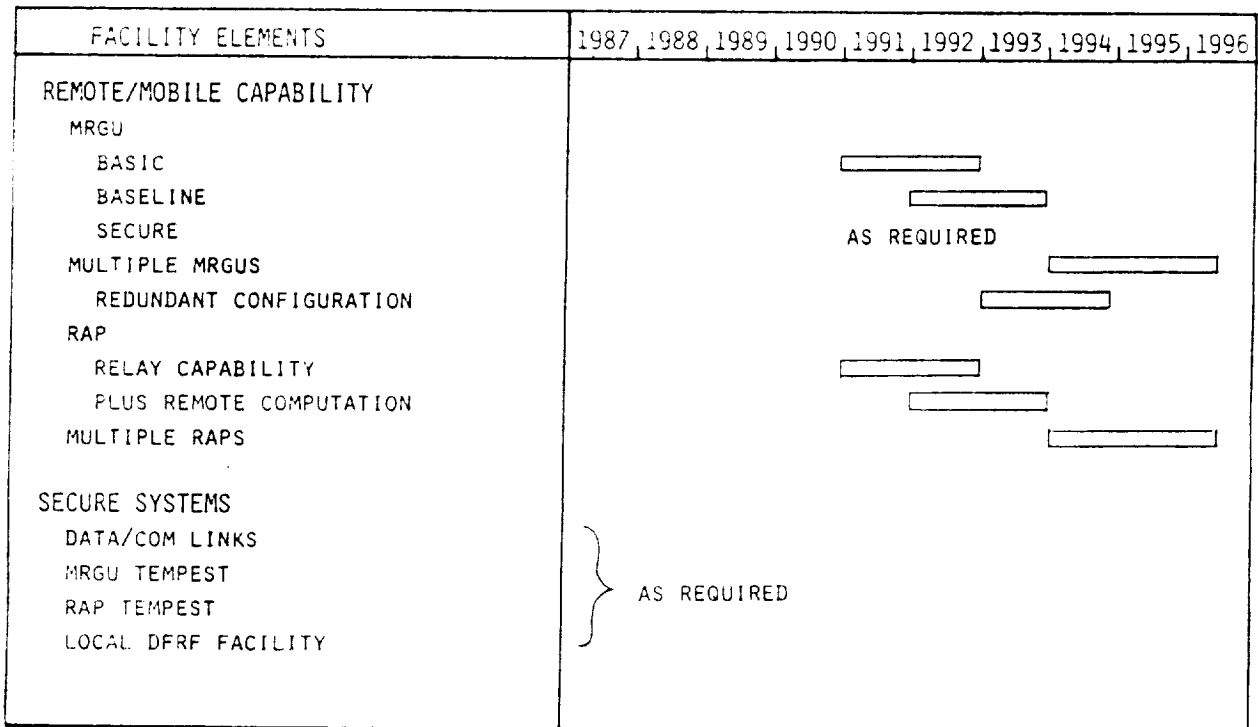 FACILITY ELEMENTS 1987 1988 1989 1990 1991 1992 1993 1994 1995 1996
REMOTE/MOBILE CAPABILITY
MRGU
BASIC
BASELINE
SECURE AS REQUIRED
MULTIPLE MRGUS
REDUNDANT CONFIGURATION
RAP
RELAY CAPABILITY
PLUS REMOTE COMPUTATION
MULTIPLE RAPS
SECURE SYSTEMS
DATA/COM LINKS
MRGU TEMPEST
AS REQUIRED
RAP TEMPEST
LOCAL DFRF FACILITY